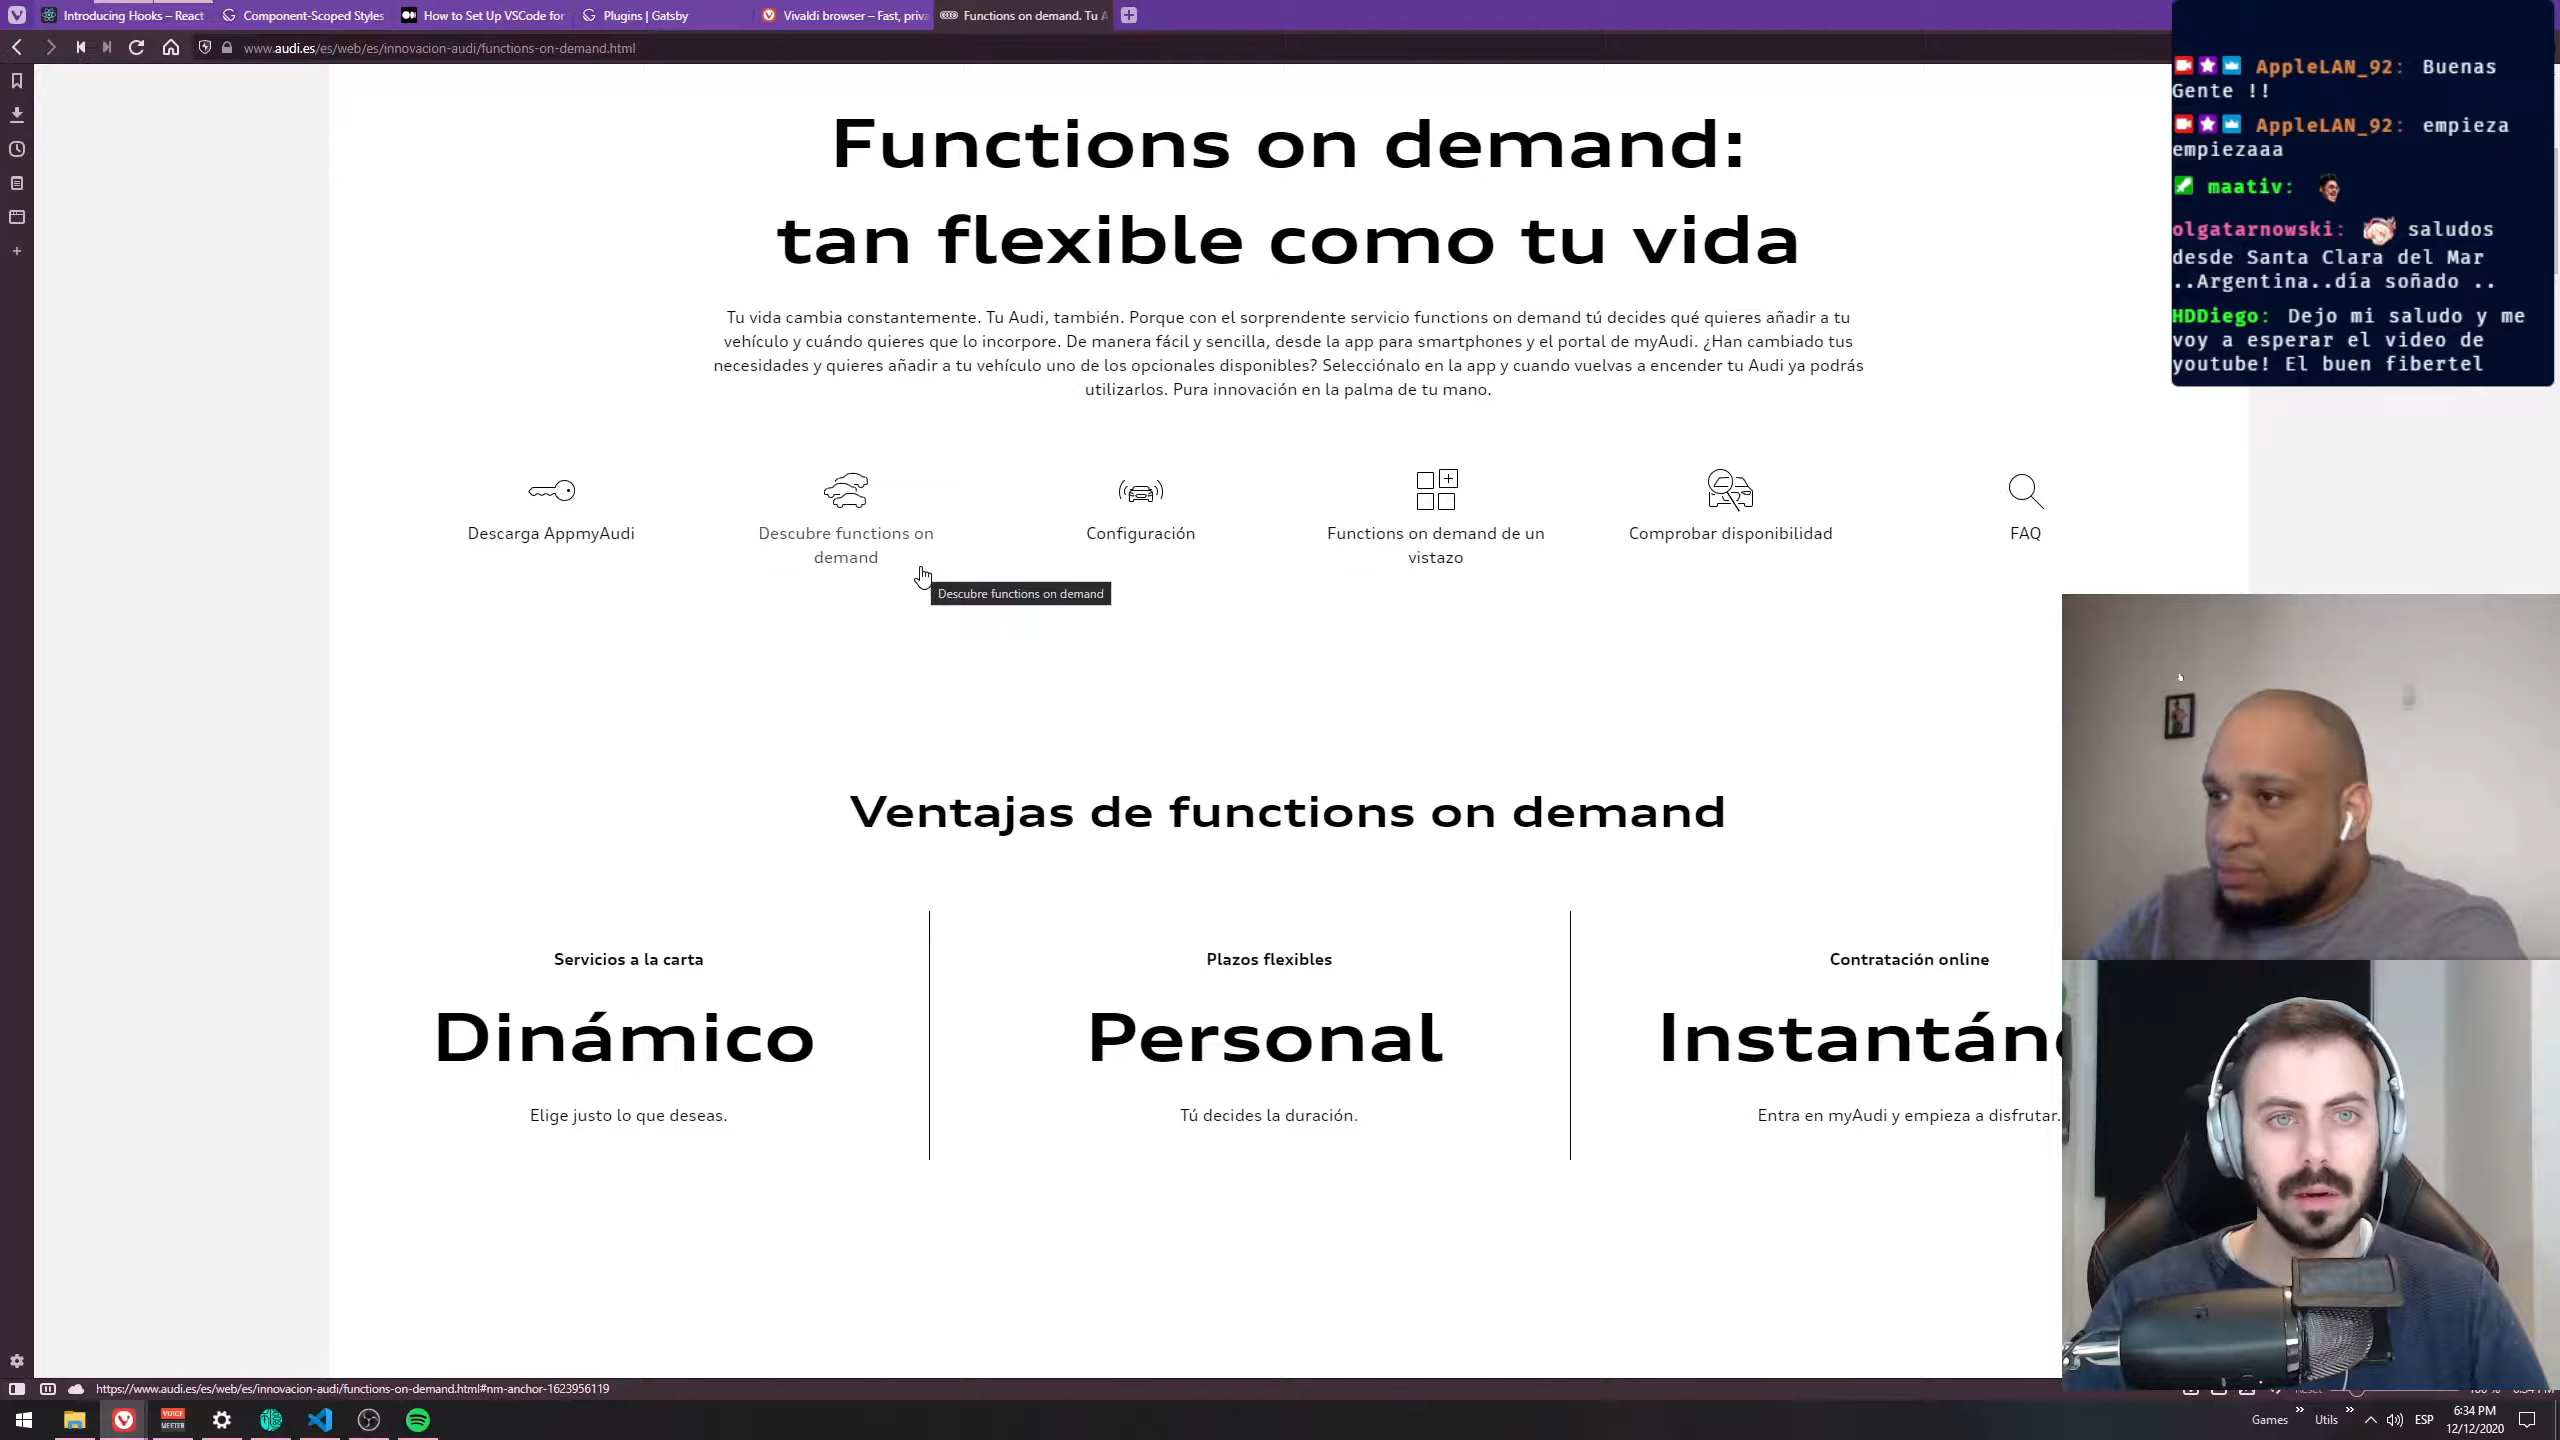 Introducing Hooks – React
Component-Scoped Styles
How to Set Up VSCode for
Plugins | Gatsby
Vivaldi browser – Fast, priva
Functions on demand. Tu A
www.audi.es/es/web/es/innovacion-audi/functions-on-demand.html
Functions on demand:
tan flexible como tu vida
Tu vida cambia constantemente. Tu Audi, también. Porque con el sorprendente servicio functions on demand tú decides qué quieres añadir a tu
vehículo y cuándo quieres que lo incorpore. De manera fácil y sencilla, desde la app para smartphones y el portal de myAudi. ¿Han cambiado tus
necesidades y quieres añadir a tu vehículo uno de los opcionales disponibles? Selecciónalo en la app y cuando vuelvas a encender tu Audi ya podrás
utilizarlos. Pura innovación en la palma de tu mano.
Descarga AppmyAudi
Descubre functions on
demand
Configuración
Functions on demand de un
vistazo
Comprobar disponibilidad
FAQ
Descubre functions on demand
Ventajas de functions on demand
Servicios a la carta
Dinámico
Elige justo lo que deseas.
Plazos flexibles
Personal
Tú decides la duración.
Contratación online
Instantáne
Entra en myAudi y empieza a disfrutar.
AppleLAN_92: Buenas
Gente !!
AppleLAN_92: empieza
empiezaaa
maativ:
olgatarnowski: saludos
desde Santa Clara del Mar
..Argentina..día soñado ..
HDDiego: Dejo mi saludo y me
voy a esperar el video de
youtube! El buen fibertel
https://www.audi.es/es/web/es/innovacion-audi/functions-on-demand.html#nm-anchor-1623956119
VOICE
MEETER
Games
Utils
ESP
6:34 PM
12/12/2020